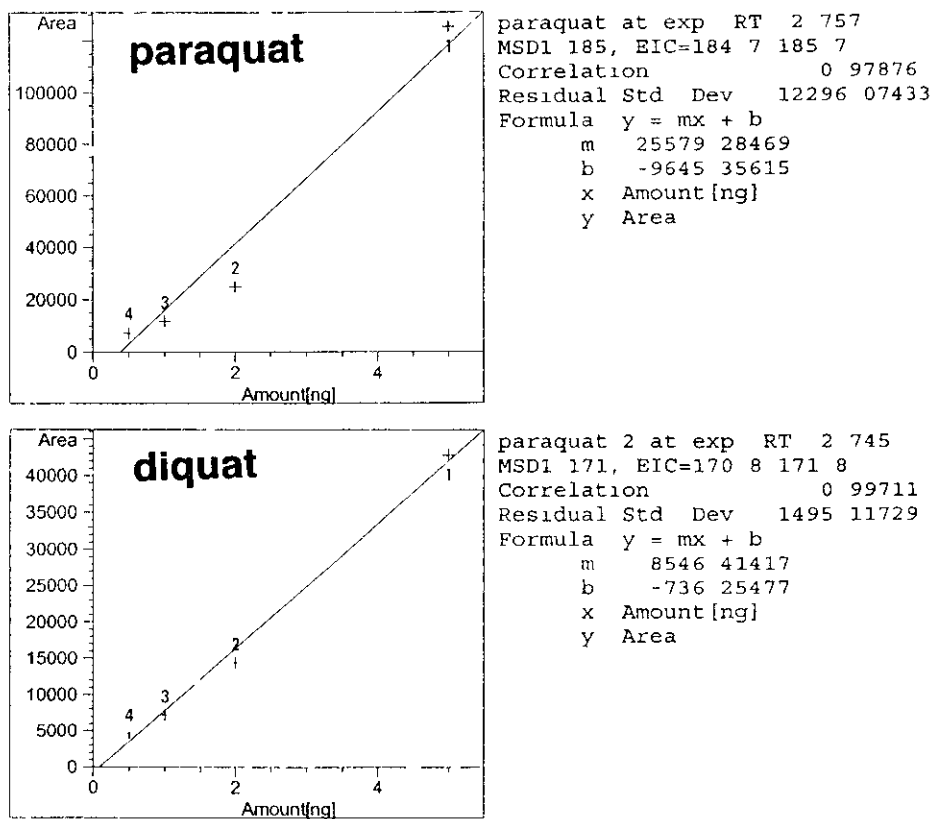 Area
paraquat
100000
80000
60000
40000
20000
0
1
2
3
4
0
2
4
Amount[ng]
paraquat at exp RT 2 757
MSD1 185, EIC=184 7 185 7
Correlation 0 97876
Residual Std Dev 12296 07433
Formula y = mx + b
m 25579 28469
b -9645 35615
x Amount[ng]
y Area
Area
diquat
40000
35000
30000
25000
20000
15000
10000
5000
0
1
2
3
4
0
2
4
Amount[ng]
paraquat 2 at exp RT 2 745
MSD1 171, EIC=170 8 171 8
Correlation 0 99711
Residual Std Dev 1495 11729
Formula y = mx + b
m 8546 41417
b -736 25477
x Amount[ng]
y Area